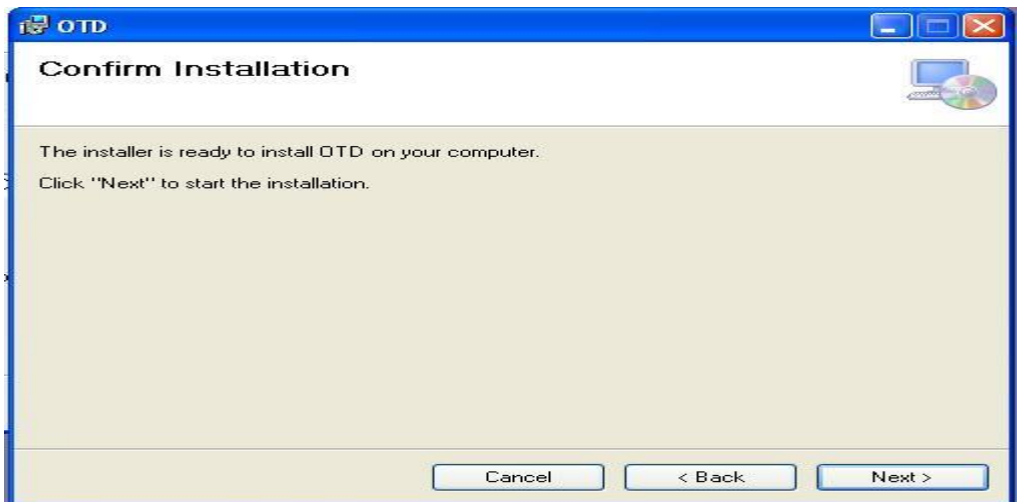 OTD
Confirm Installation
The installer is ready to install OTD on your computer.
Click "Next" to start the installation.
Cancel
< Back
Next >